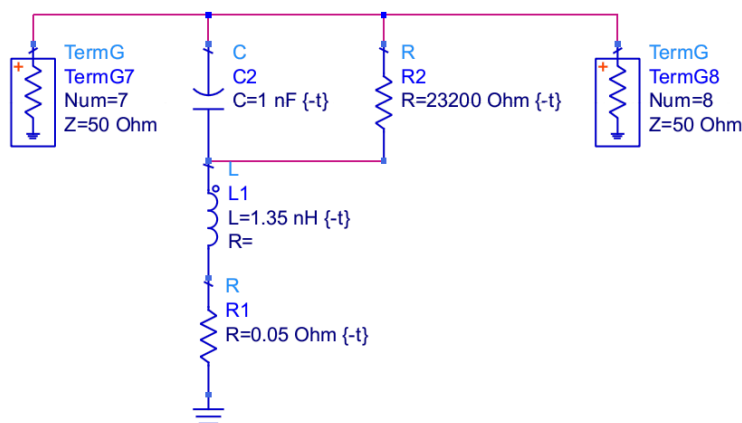 TermG
TermG7
Num=7
Z=50 Ohm
C
C2
C=1 nF {-t}
R
R2
R=23200 Ohm {-t}
TermG
TermG8
Num=8
Z=50 Ohm
L
L1
L=1.35 nH {-t}
R=
R
R1
R=0.05 Ohm {-t}